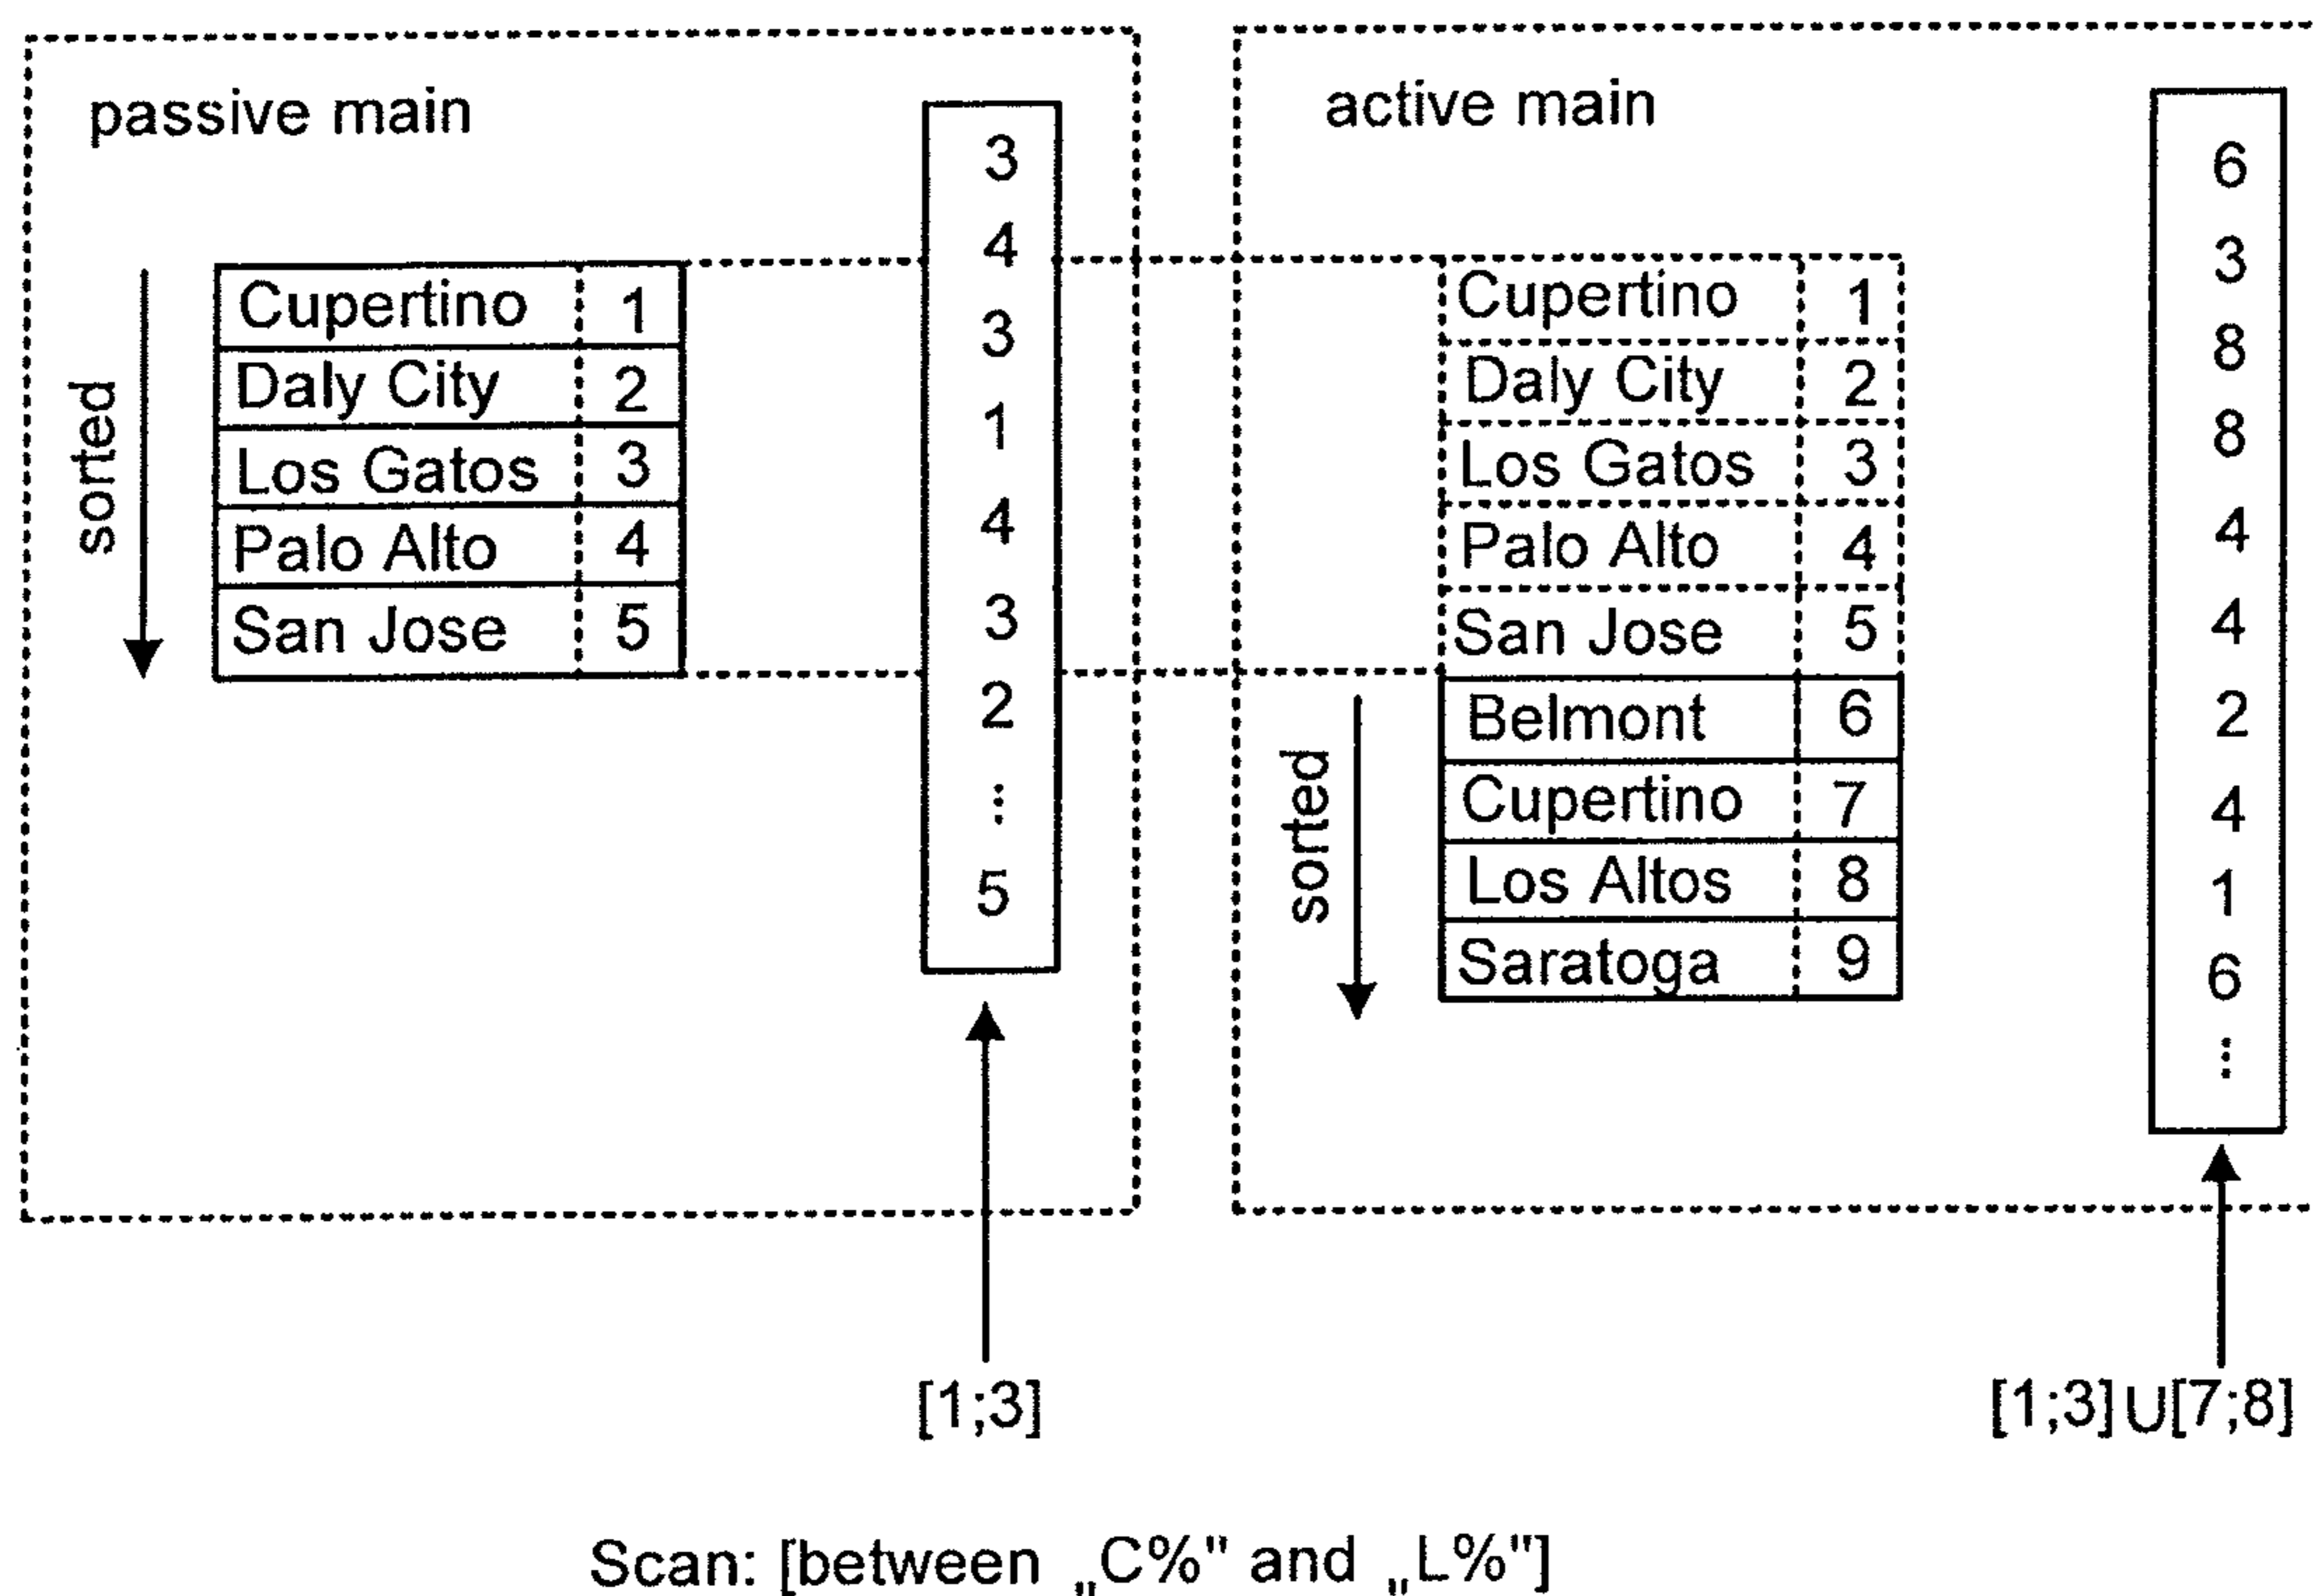 passive main
sorted
Cupertino 1
Daly City 2
Los Gatos 3
Palo Alto 4
San Jose 5
3
4
3
1
4
3
2
⋮
5
[1;3]
active main
Cupertino 1
Daly City 2
Los Gatos 3
Palo Alto 4
San Jose 5
sorted
Belmont 6
Cupertino 7
Los Altos 8
Saratoga 9
6
3
8
8
4
4
2
4
1
6
⋮
[1;3]U[7;8]
Scan: [between „C%" and „L%"]